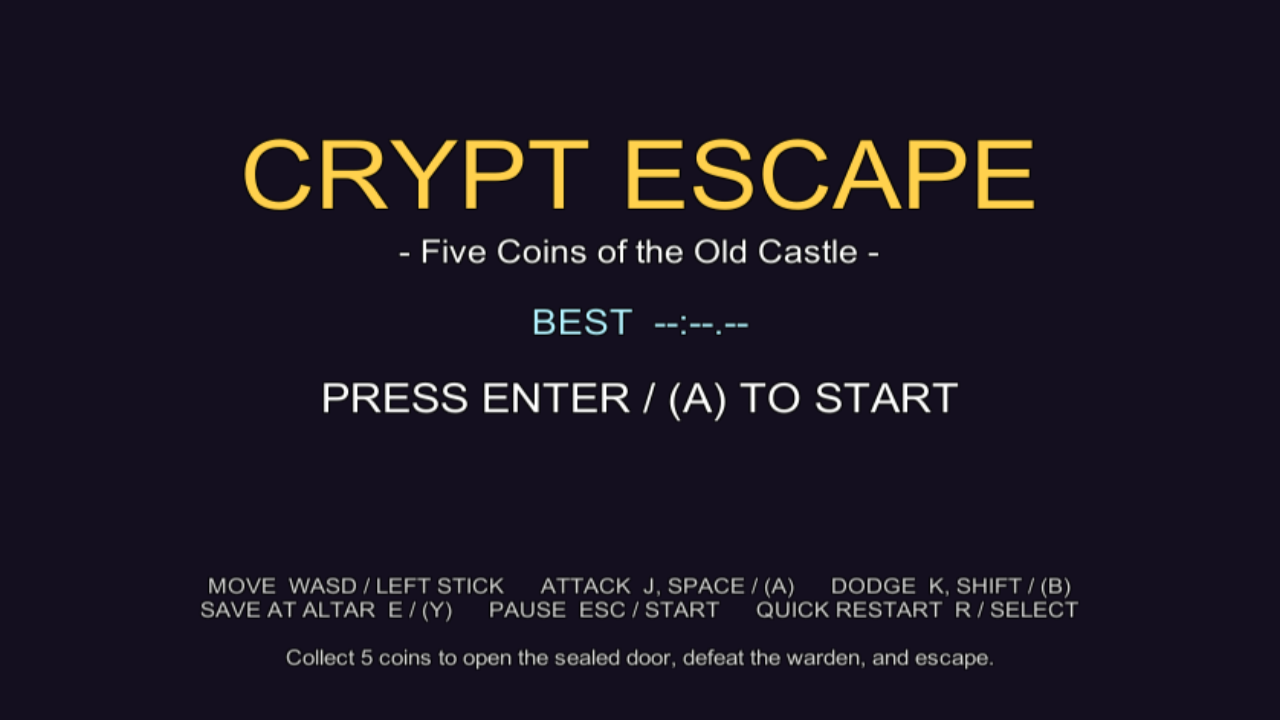 CRYPT ESCAPE
- Five Coins of the Old Castle -
BEST --:--.--
PRESS ENTER / (A) TO START
MOVE WASD / LEFT STICK ATTACK J, SPACE / (A) DODGE K, SHIFT / (B)
SAVE AT ALTAR E / (Y) PAUSE ESC / START QUICK RESTART R / SELECT
Collect 5 coins to open the sealed door, defeat the warden, and escape.